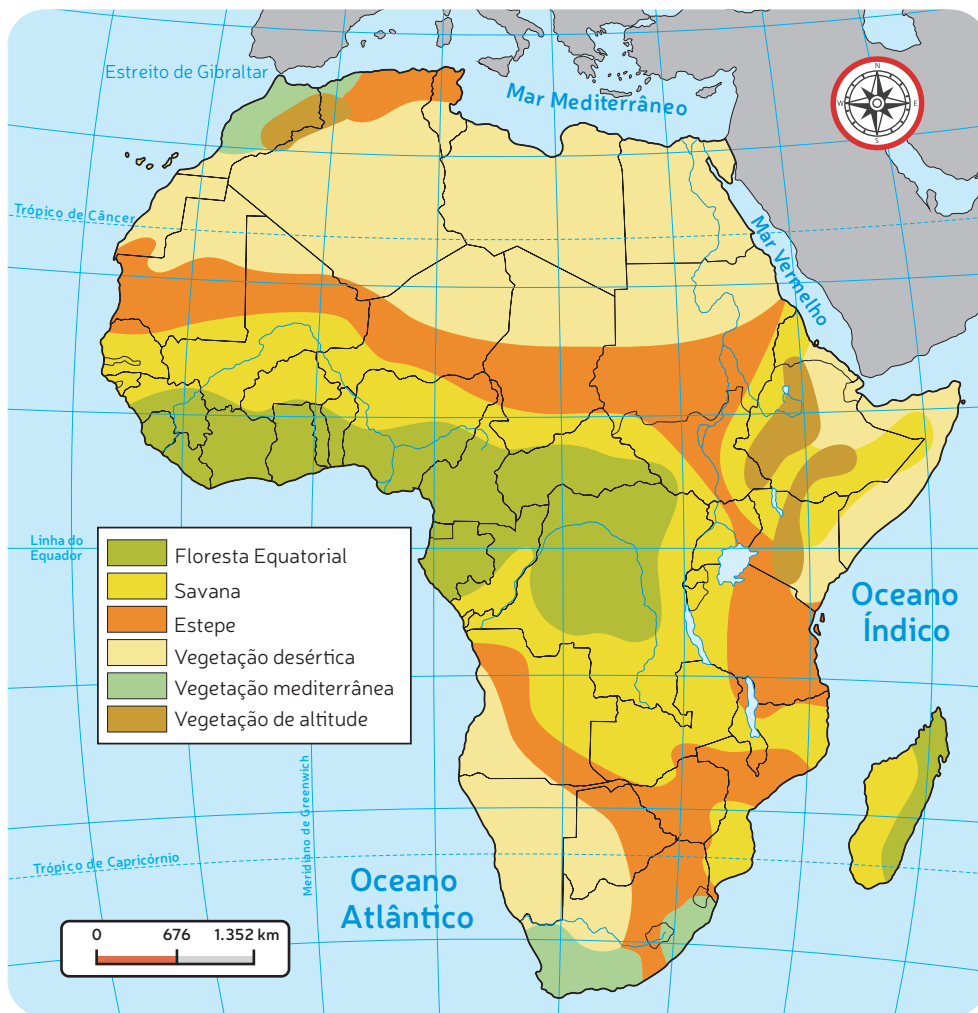 Estreito de Gibraltar
Mar Mediterrâneo
N
W
E
S
Trópico de Câncer
Mar Vermelho
Linha do
Equador
Floresta Equatorial
Savana
Estepe
Vegetação desértica
Vegetação mediterrânea
Vegetação de altitude
Oceano
Índico
Meridiano de Greenwich
Trópico de Capricórnio
Oceano
Atlântico
0 676 1.352 km